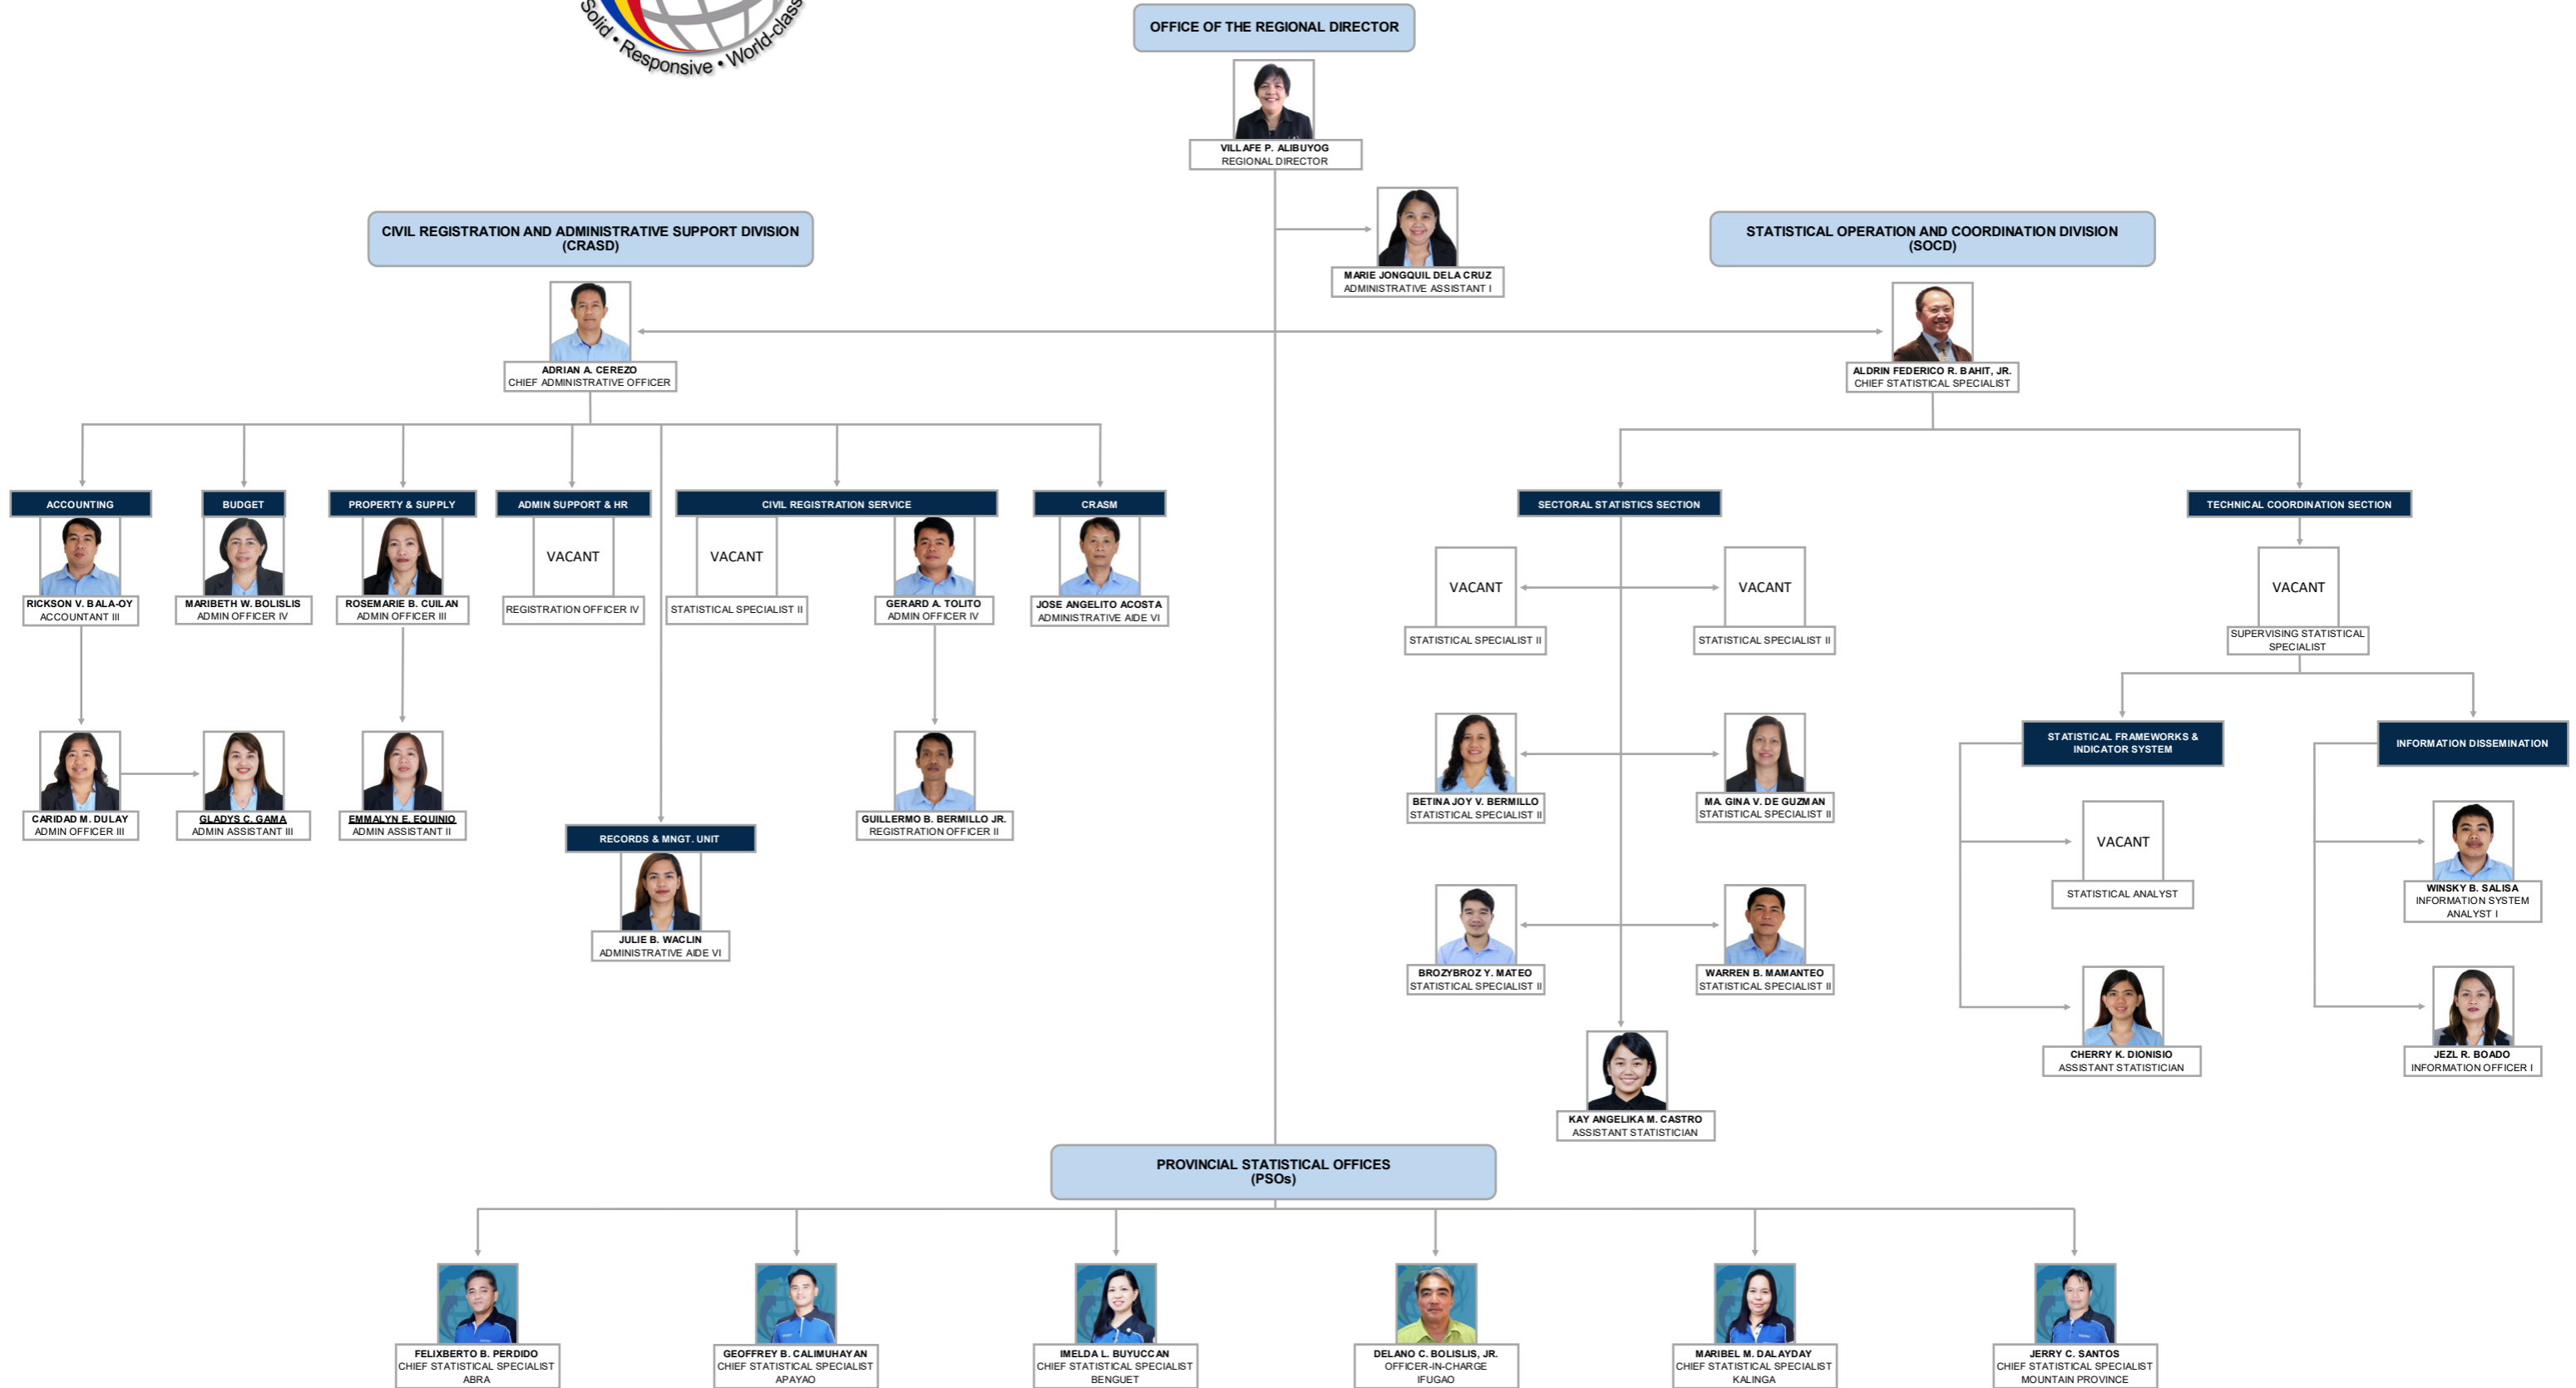 Solid • Responsive • World-class
OFFICE OF THE REGIONAL DIRECTOR
VILLAFE P. ALIBUYOG
REGIONAL DIRECTOR
MARIE JONGQUIL DELA CRUZ
ADMINISTRATIVE ASSISTANT I
CIVIL REGISTRATION AND ADMINISTRATIVE SUPPORT DIVISION
(CRASD)
ADRIAN A. CEREZO
CHIEF ADMINISTRATIVE OFFICER
ACCOUNTING
RICKSON V. BALA-OY
ACCOUNTANT III
CARIDAD M. DULAY
ADMIN OFFICER III
GLADYS C. GAMA
ADMIN ASSISTANT III
BUDGET
MARIBETH W. BOLISLIS
ADMIN OFFICER IV
PROPERTY & SUPPLY
ROSEMARIE B. CUILAN
ADMIN OFFICER III
EMMALYN E. EQUINIO
ADMIN ASSISTANT II
ADMIN SUPPORT & HR
VACANT
REGISTRATION OFFICER IV
RECORDS & MNGT. UNIT
JULIE B. WACLIN
ADMINISTRATIVE AIDE VI
CIVIL REGISTRATION SERVICE
VACANT
STATISTICAL SPECIALIST II
GERARD A. TOLITO
ADMIN OFFICER IV
GUILLERMO B. BERMILLO JR.
REGISTRATION OFFICER II
CRASM
JOSE ANGELITO ACOSTA
ADMINISTRATIVE AIDE VI
STATISTICAL OPERATION AND COORDINATION DIVISION
(SOCD)
ALDRIN FEDERICO R. BAHIT, JR.
CHIEF STATISTICAL SPECIALIST
SECTORAL STATISTICS SECTION
VACANT
STATISTICAL SPECIALIST II
VACANT
STATISTICAL SPECIALIST II
BETINA JOY V. BERMILLO
STATISTICAL SPECIALIST II
MA. GINA V. DE GUZMAN
STATISTICAL SPECIALIST II
BROZYBROZ Y. MATEO
STATISTICAL SPECIALIST II
WARREN B. MAMANTEO
STATISTICAL SPECIALIST II
KAY ANGELIKA M. CASTRO
ASSISTANT STATISTICIAN
TECHNICAL COORDINATION SECTION
VACANT
SUPERVISING STATISTICAL
SPECIALIST
STATISTICAL FRAMEWORKS &
INDICATOR SYSTEM
VACANT
STATISTICAL ANALYST
CHERRY K. DIONISIO
ASSISTANT STATISTICIAN
INFORMATION DISSEMINATION
WINSKY B. SALISA
INFORMATION SYSTEM
ANALYST I
JEZL R. BOADO
INFORMATION OFFICER I
PROVINCIAL STATISTICAL OFFICES
(PSOs)
FELIXBERTO B. PERDIDO
CHIEF STATISTICAL SPECIALIST
ABRA
GEOFFREY B. CALIMUHAYAN
CHIEF STATISTICAL SPECIALIST
APAYAO
IMELDA L. BUYUCCAN
CHIEF STATISTICAL SPECIALIST
BENGUET
DELANO C. BOLISLIS, JR.
OFFICER-IN-CHARGE
IFUGAO
MARIBEL M. DALAYDAY
CHIEF STATISTICAL SPECIALIST
KALINGA
JERRY C. SANTOS
CHIEF STATISTICAL SPECIALIST
MOUNTAIN PROVINCE